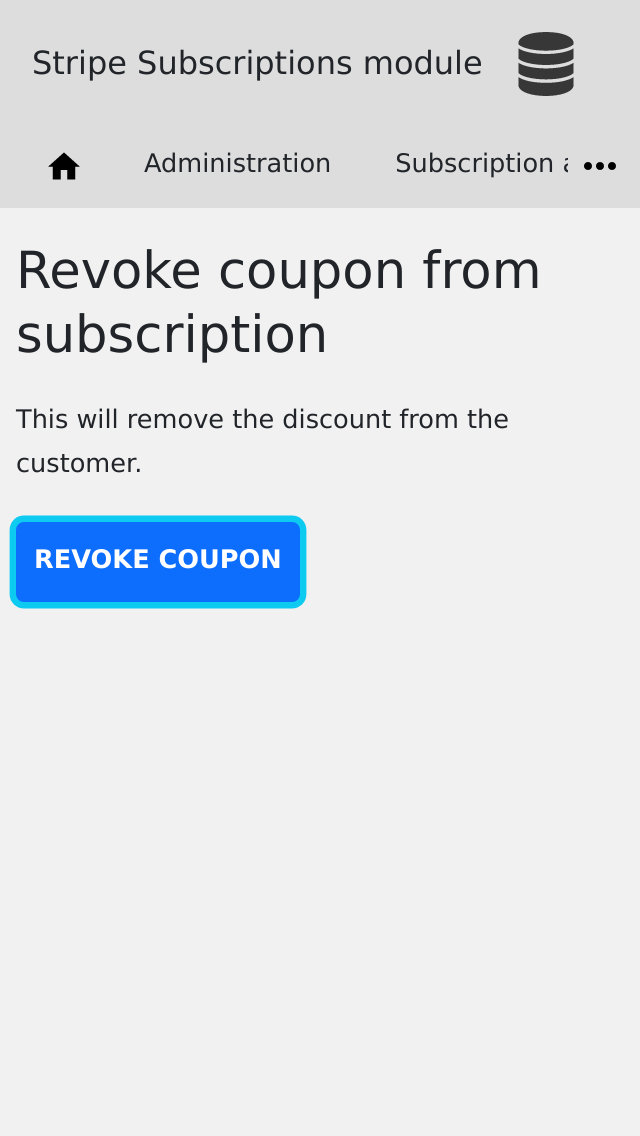 Stripe Subscriptions module
Administration
Subscription
Revoke coupon from
subscription
This will remove the discount from the
customer.
REVOKE COUPON